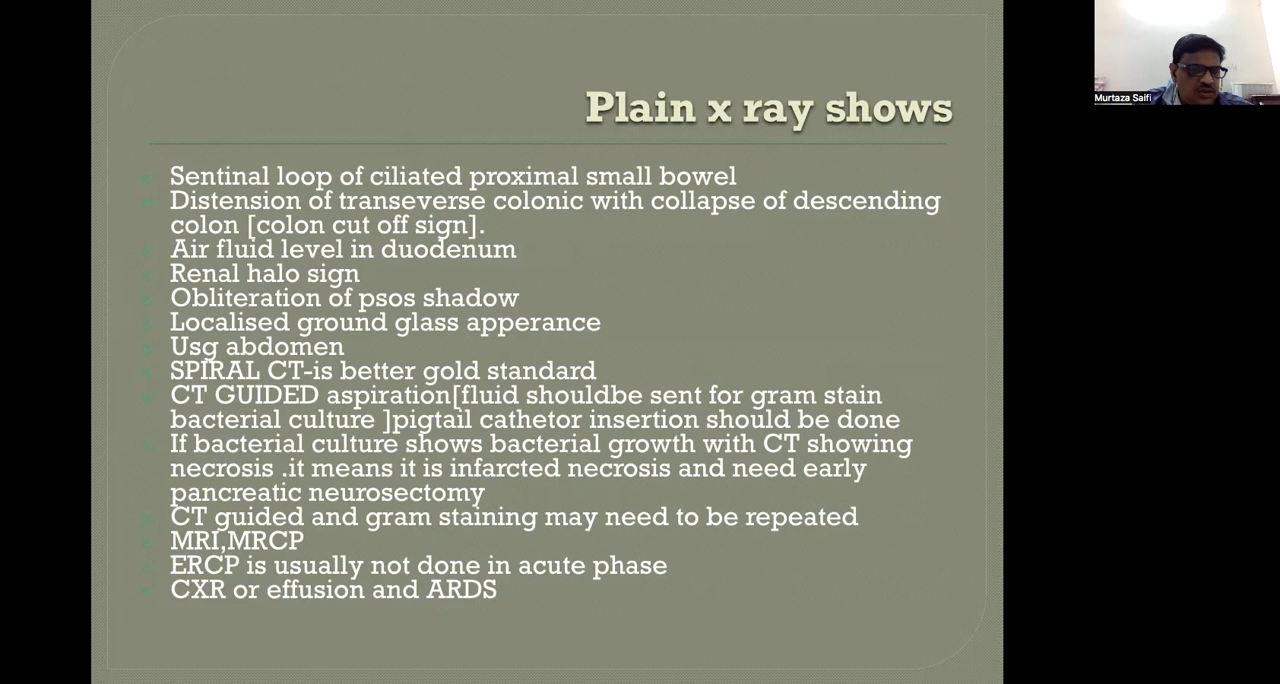 Plain x ray shows
Murtaza Saifi
Sentinal loop of ciliated proximal small bowel
Distension of transeverse colonic with collapse of descending
colon [colon cut off sign].
Air fluid level in duodenum
Renal halo sign
Obliteration of psos shadow
Localised ground glass apperance
Usg abdomen
SPIRAL CT-is better gold standard
CT GUIDED aspiration[fluid shouldbe sent for gram stain
bacterial culture ]pigtail cathetor insertion should be done
If bacterial culture shows bacterial growth with CT showing
necrosis .it means it is infarcted necrosis and need early
pancreatic neurosectomy
CT guided and gram staining may need to be repeated
MRI,MRCP
ERCP is usually not done in acute phase
CXR or effusion and ARDS